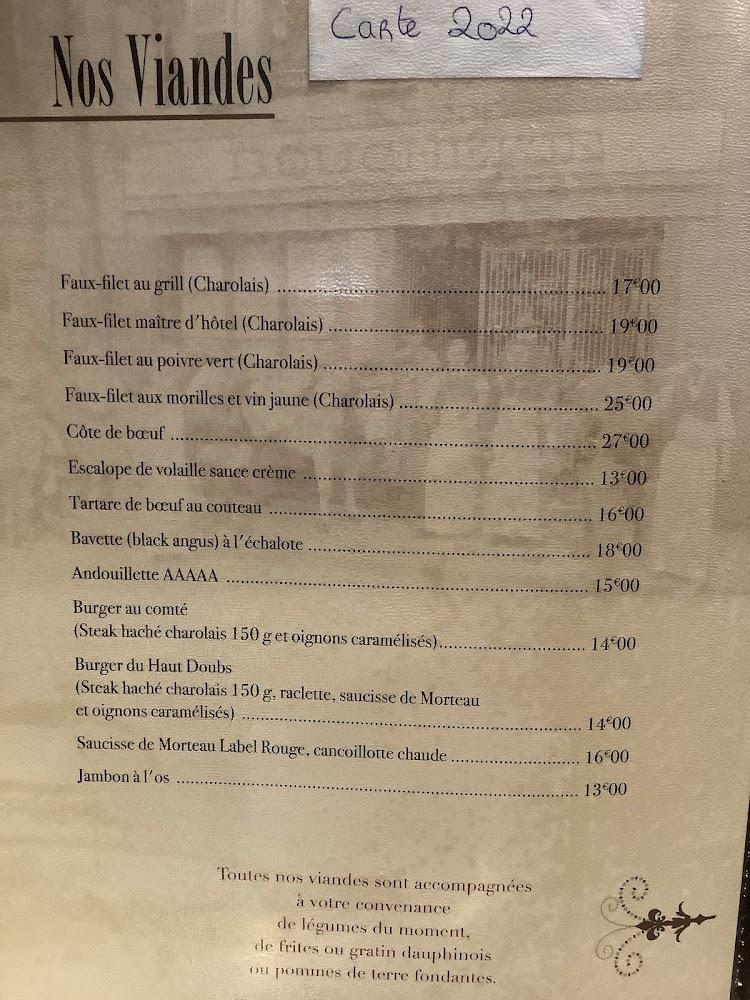 Carte 2022
Nos Viandes
Faux-filet au grill (Charolais) ........................ 17€00
Faux-filet maître d'hôtel (Charolais) ........................ 19€00
Faux-filet au poivre vert (Charolais) ........................ 19€00
Faux-filet aux morilles et vin jaune (Charolais) ........................ 25€00
Côte de bœuf ........................ 27€00
Escalope de volaille sauce crème ........................ 13€00
Tartare de bœuf au couteau ........................ 16€00
Bavette (black angus) à l'échalote ........................ 18€00
Andouillette AAAAA ........................ 15€00
Burger au comté
(Steak haché charolais 150 g et oignons caramélisés)........................ 14€00
Burger du Haut Doubs
(Steak haché charolais 150 g, raclette, saucisse de Morteau
et oignons caramélisés) ........................ 14€00
Saucisse de Morteau Label Rouge, cancoillotte chaude ........................ 16€00
Jambon à l'os ........................ 13€00
Toutes nos viandes sont accompagnées
à votre convenance
de légumes du moment,
de frites ou gratin dauphinois
ou pommes de terre fondantes.